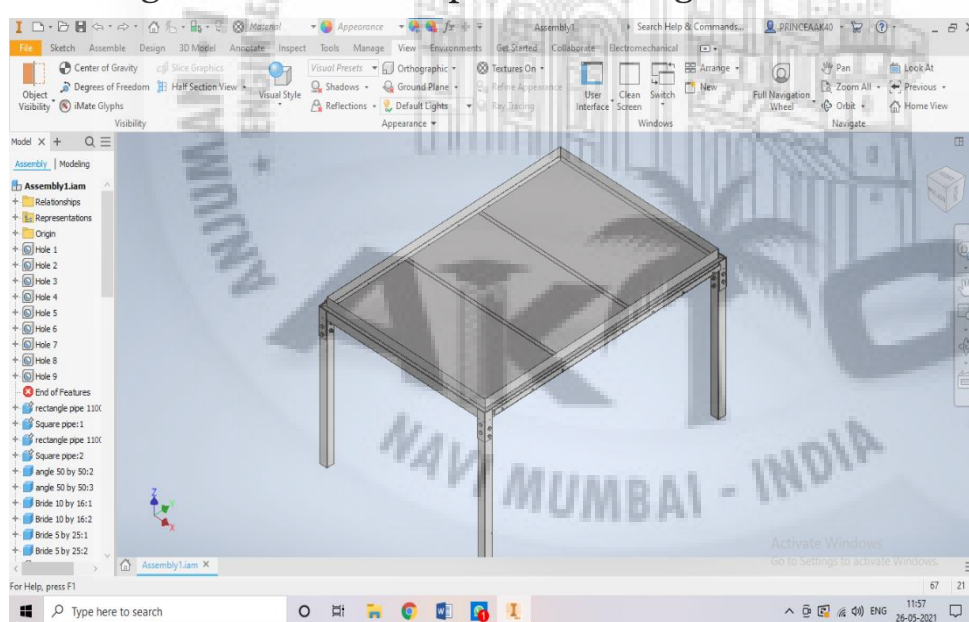 Material Appearance Assembly1 Search Help & Commands... PRINCEAAK40
File Sketch Assemble Design 3D Model Annotate Inspect Tools Manage View Environments Get Started Collaborate Electromechanical
Center of Gravity Slice Graphics Visual Presets Orthographic Textures On Arrange Pan Look At
Object Visibility Degrees of Freedom Half Section View Visual Style Shadows Ground Plane Refine Appearance User Interface Clean Screen Switch New Full Navigation Wheel Zoom All Previous
iMate Glyphs Reflections Default Lights Ray Tracing Orbit Home View
Visibility Appearance Windows Navigate
Model
Assembly Modeling
Assembly1.iam
Relationships
Representations
Origin
Hole 1
Hole 2
Hole 3
Hole 4
Hole 5
Hole 6
Hole 7
Hole 8
Hole 9
End of Features
rectangle pipe 110
Square pipe:1
rectangle pipe 110
Square pipe:2
angle 50 by 50:2
angle 50 by 50:3
Bride 10 by 16:1
Bride 10 by 16:2
Bride 5 by 25:1
Bride 5 by 25:2
Z
Y
X
NAVI MUMBAI - INDIA
Activate Windows
Go to Settings to activate Windows.
Assembly1.iam
For Help, press F1
67 21
Type here to search
ENG
11:57
26-05-2021